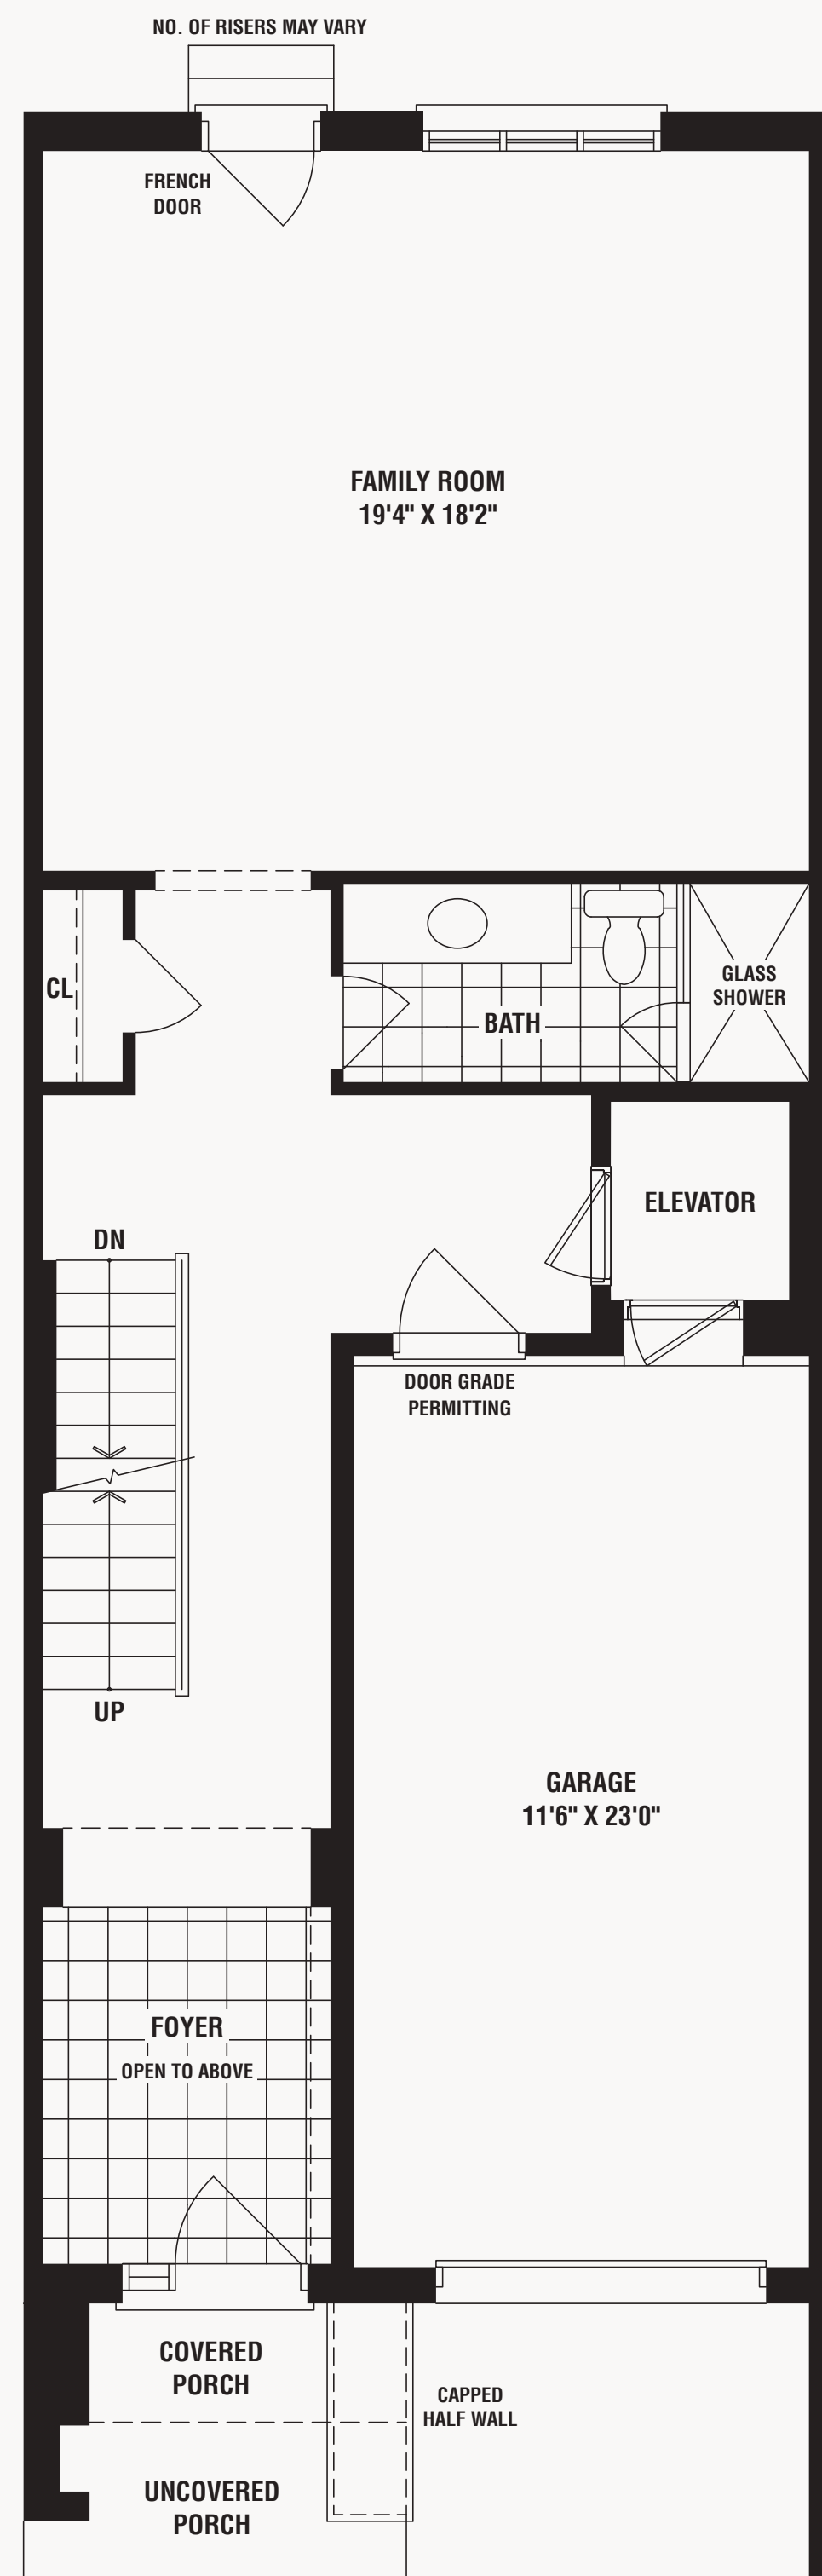 NO. OF RISERS MAY VARY
FRENCH
DOOR
FAMILY ROOM
19'4" X 18'2"
CL
BATH
GLASS
SHOWER
ELEVATOR
DN
DOOR GRADE
PERMITTING
UP
GARAGE
11'6" X 23'0"
FOYER
OPEN TO ABOVE
COVERED
PORCH
CAPPED
HALF WALL
UNCOVERED
PORCH